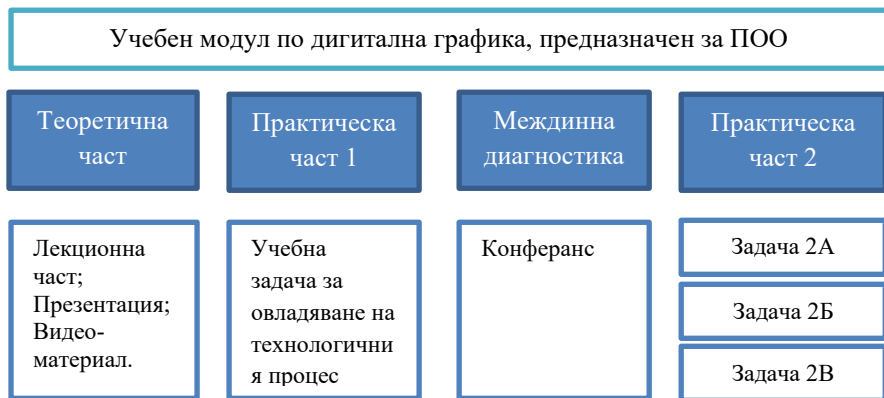 Учебен модул по дигитална графика, предназначен за ПОО
Теоретична
част
Практическа
част 1
Междинна
диагностика
Практическа
част 2
Лекционна
част;
Презентация;
Видео-
материал.
Учебна
задача за
овладяване на
технологични
я процес
Конферанс
Задача 2А
Задача 2Б
Задача 2В